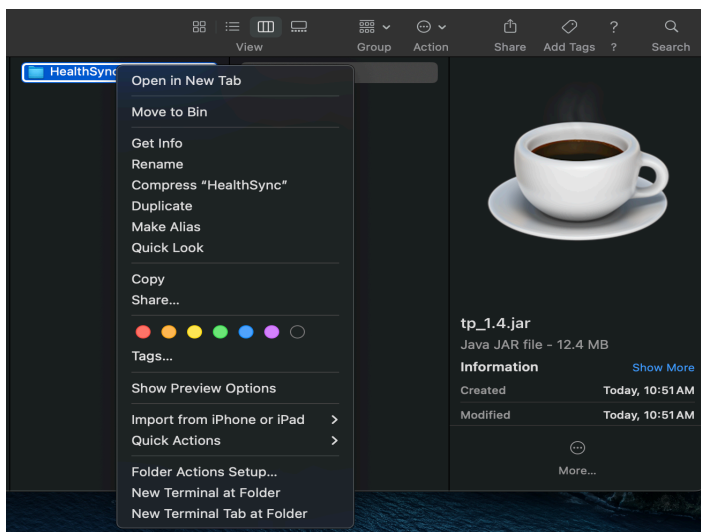 View
Group
Action
Share
Add Tags
?
Search
HealthSync
Open in New Tab
Move to Bin
Get Info
Rename
Compress “HealthSync”
Duplicate
Make Alias
Quick Look
Copy
Share...
Tags...
Show Preview Options
Import from iPhone or iPad
Quick Actions
Folder Actions Setup...
New Terminal at Folder
New Terminal Tab at Folder
tp_1.4.jar
Java JAR file - 12.4 MB
Information Show More
Created Today, 10:51 AM
Modified Today, 10:51 AM
More...